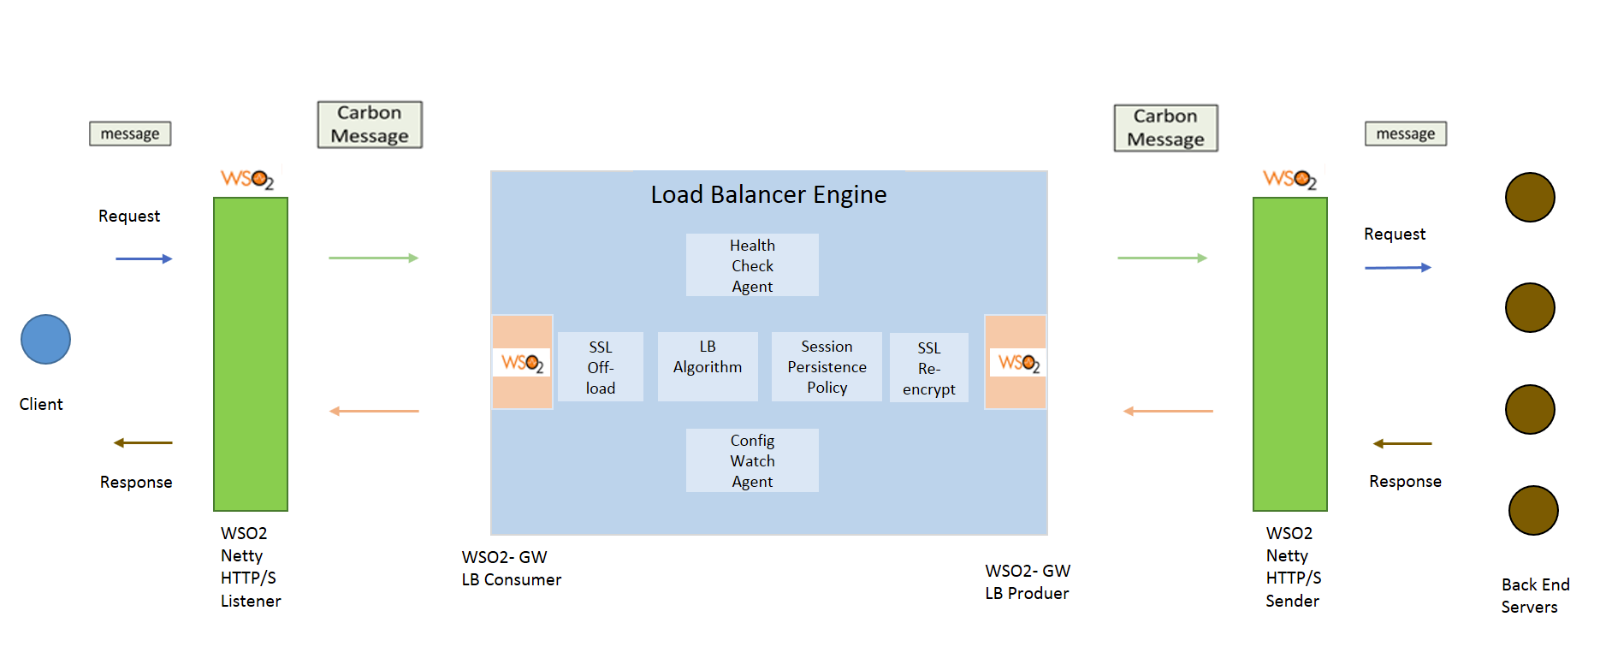 message
Carbon
Message
Carbon
Message
message
WSO2
WSO2
Load Balancer Engine
Request
Request
Health
Check
Agent
WSO2
SSL
Off-
load
LB
Algorithm
Session
Persistence
Policy
SSL
Re-
encrypt
WSO2
Client
Config
Watch
Agent
Response
Response
WSO2
Netty
HTTP/S
Listener
WSO2- GW
LB Consumer
WSO2- GW
LB Produer
WSO2
Netty
HTTP/S
Sender
Back End
Servers